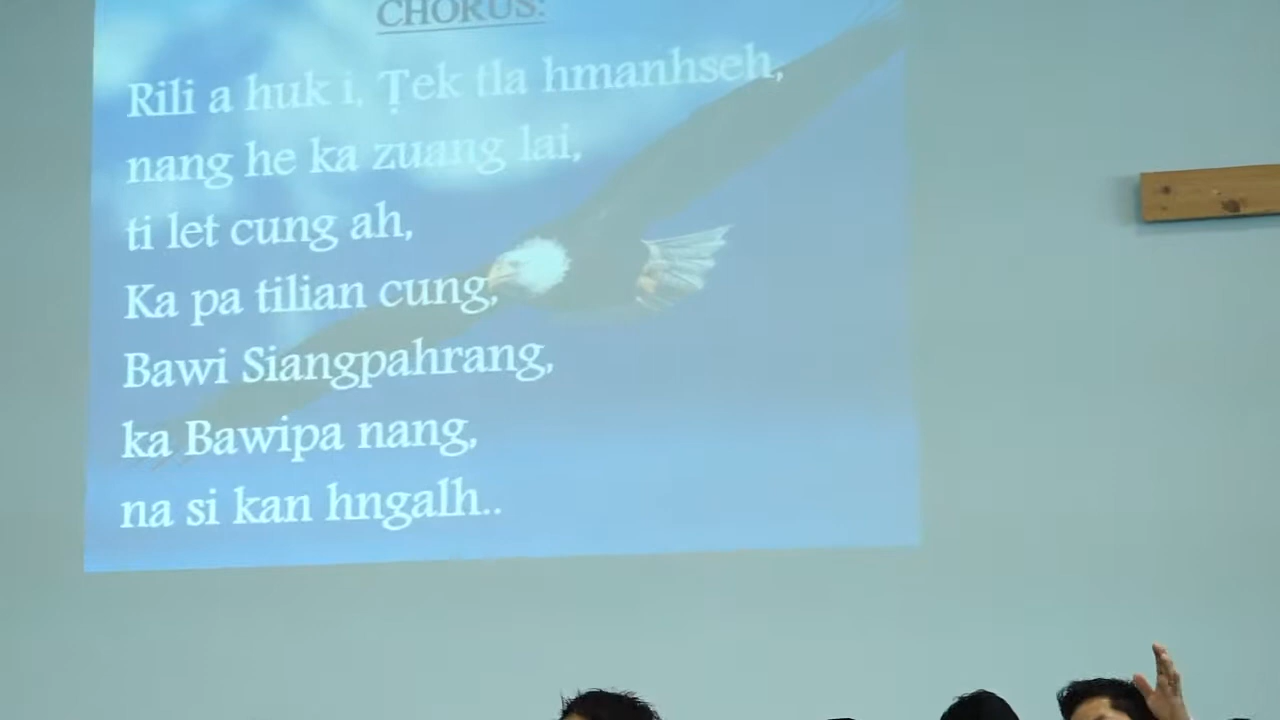 CHORUS:
Rili a huk i, Ṭek tla hmanhseh,
nang he ka zuang lai,
ti let cung ah,
Ka pa tilian cung,
Bawi Siangpahrang,
ka Bawipa nang,
na si kan hngalh..